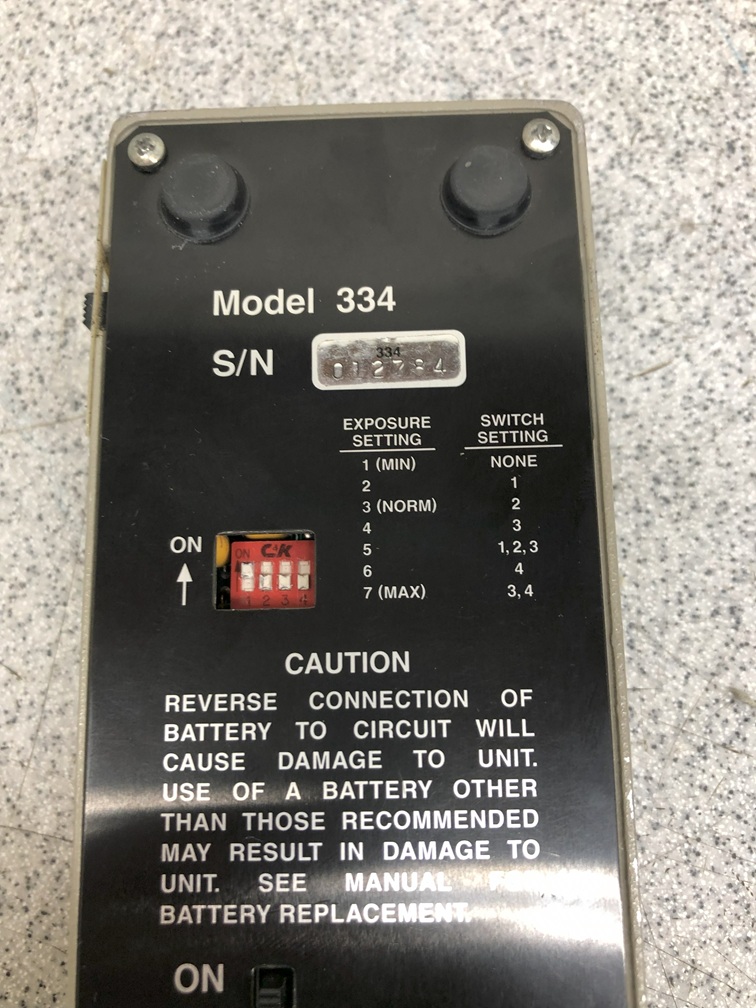 Model 334
S/N 334
012784
EXPOSURE SETTING SWITCH SETTING
1 (MIN) NONE
2 1
3 (NORM) 2
4 3
5 1, 2, 3
6 4
7 (MAX) 3, 4
ON
ON C&K
1 2 3 4
CAUTION
REVERSE CONNECTION OF
BATTERY TO CIRCUIT WILL
CAUSE DAMAGE TO UNIT.
USE OF A BATTERY OTHER
THAN THOSE RECOMMENDED
MAY RESULT IN DAMAGE TO
UNIT. SEE MANUAL FOR
BATTERY REPLACEMENT.
ON